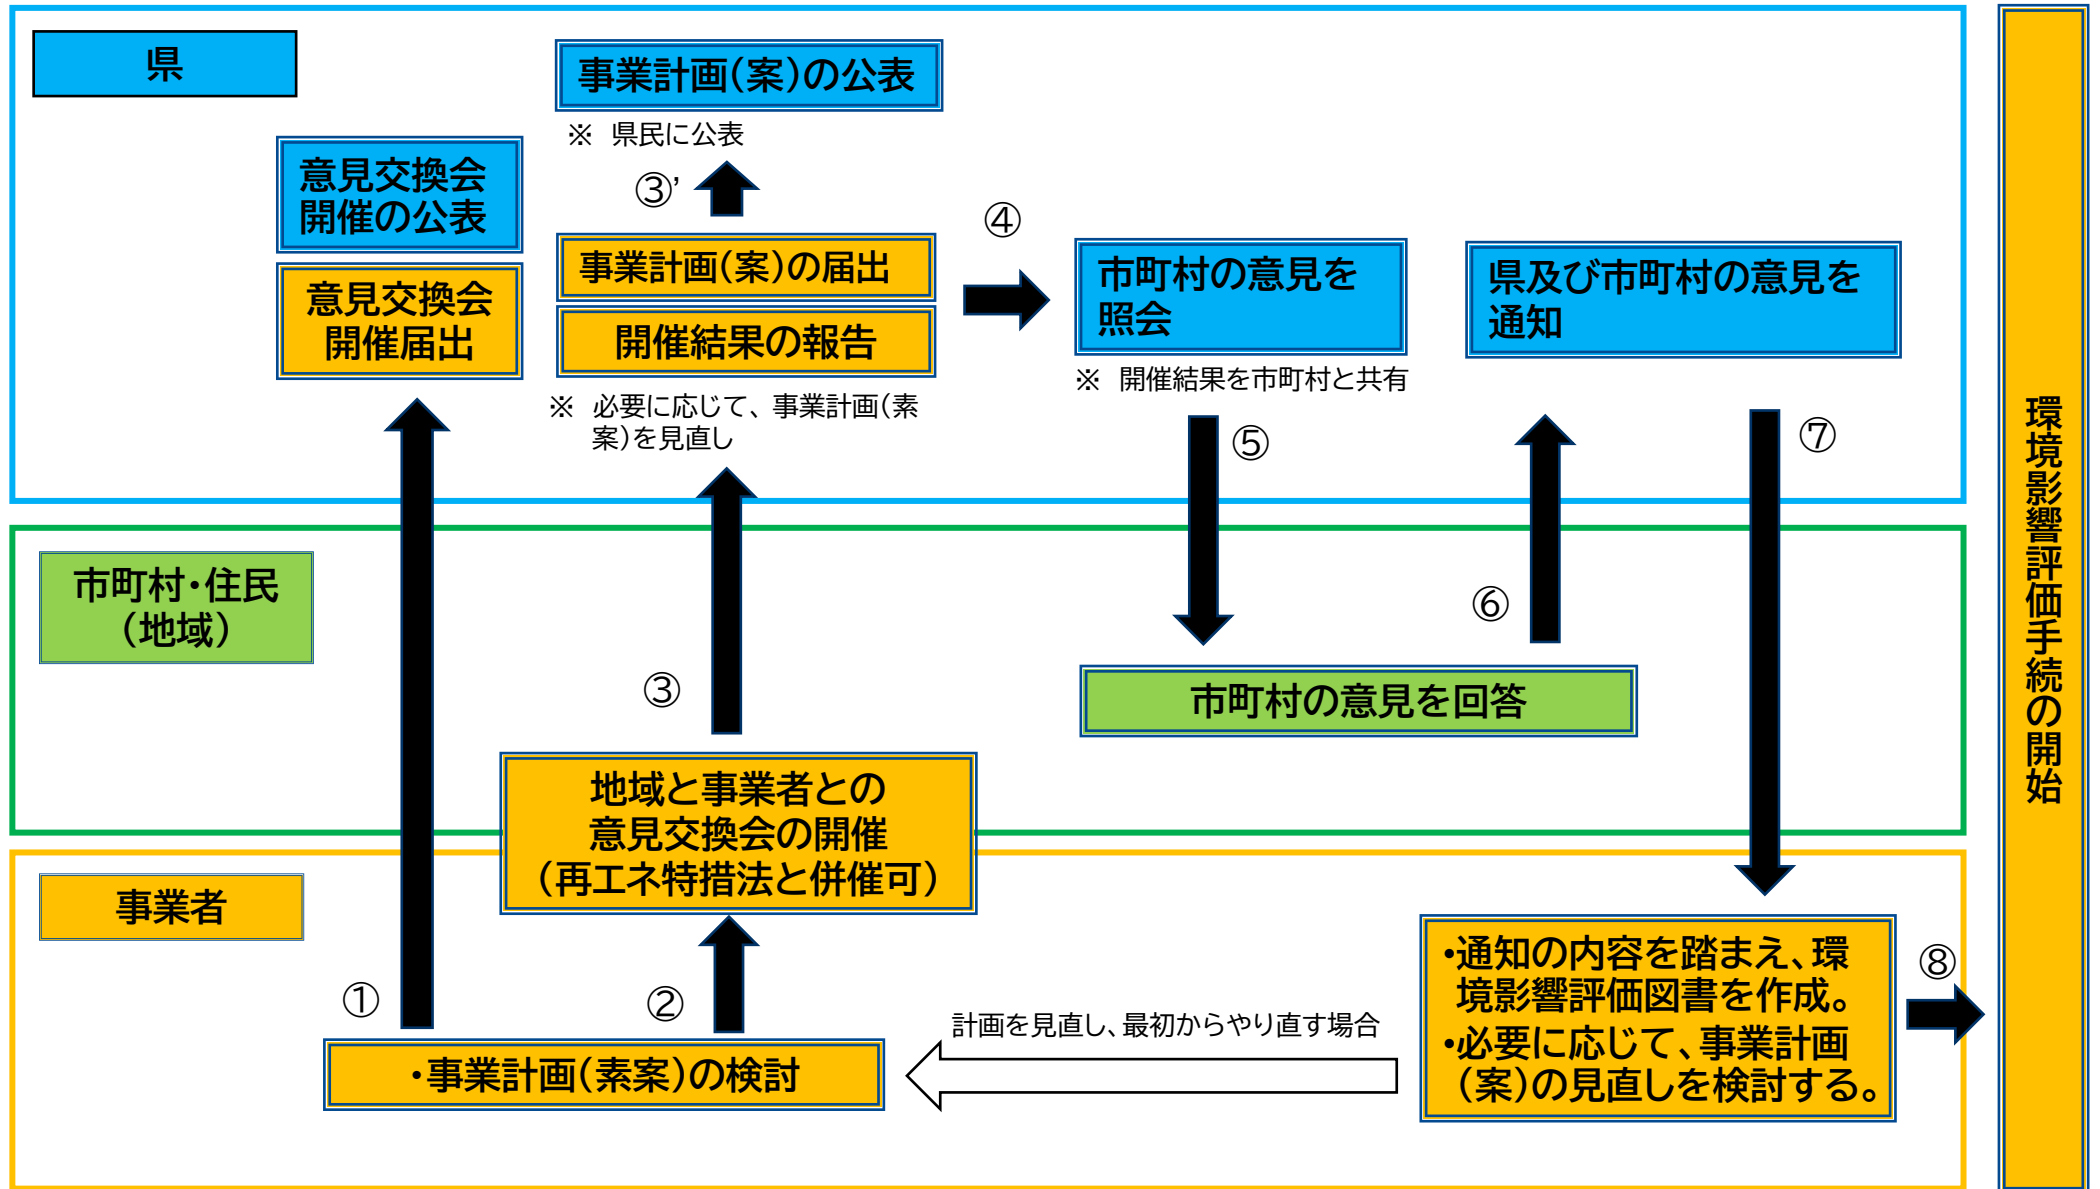 県
事業計画(案)の公表
※ 県民に公表
意見交換会
開催の公表
③’
④
事業計画(案)の届出
意見交換会
開催届出
開催結果の報告
※ 必要に応じて、事業計画(素
案)を見直し
市町村の意見を
照会
※ 開催結果を市町村と共有
県及び市町村の意見を
通知
⑤
⑦
市町村・住民
(地域)
⑥
③
市町村の意見を回答
地域と事業者との
意見交換会の開催
(再エネ特措法と併催可)
事業者
①
②
・事業計画(素案)の検討
計画を見直し、最初からやり直す場合
・通知の内容を踏まえ、環
境影響評価図書を作成。
・必要に応じて、事業計画
(案)の見直しを検討する。
⑧
環境影響評価手続の開始